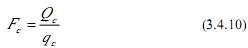 F_c = Q_c / q_c (3.4.10)